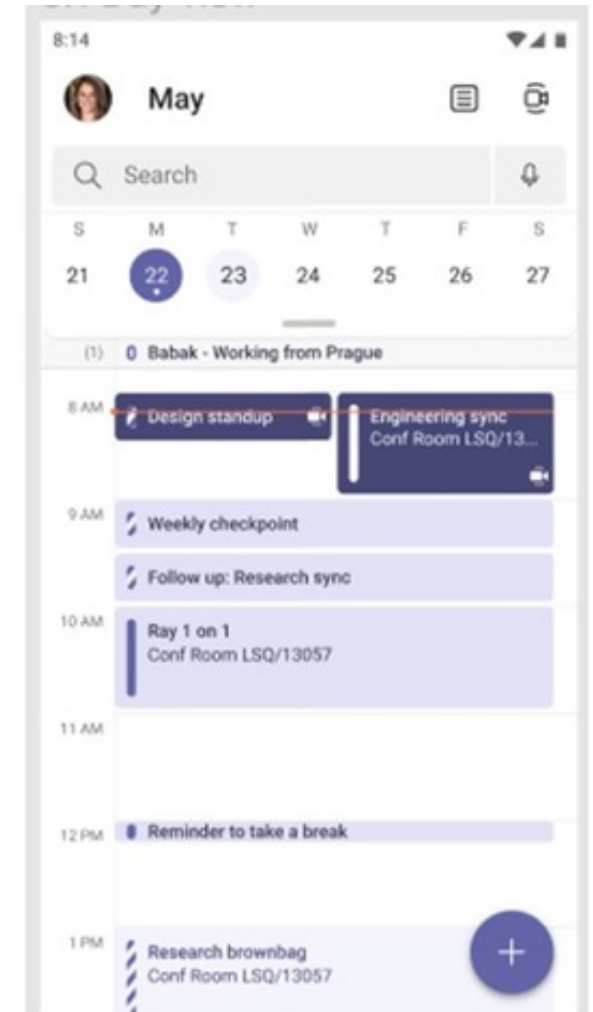 8:14
May
Search
S M T W T F S
21 22 23 24 25 26 27
(1) Babak - Working from Prague
8 AM Design standup Engineering sync
Conf Room LSQ/13...
9 AM Weekly checkpoint
Follow up: Research sync
10 AM Ray 1 on 1
Conf Room LSQ/13057
11 AM
12 PM Reminder to take a break
1 PM Research brownbag
Conf Room LSQ/13057